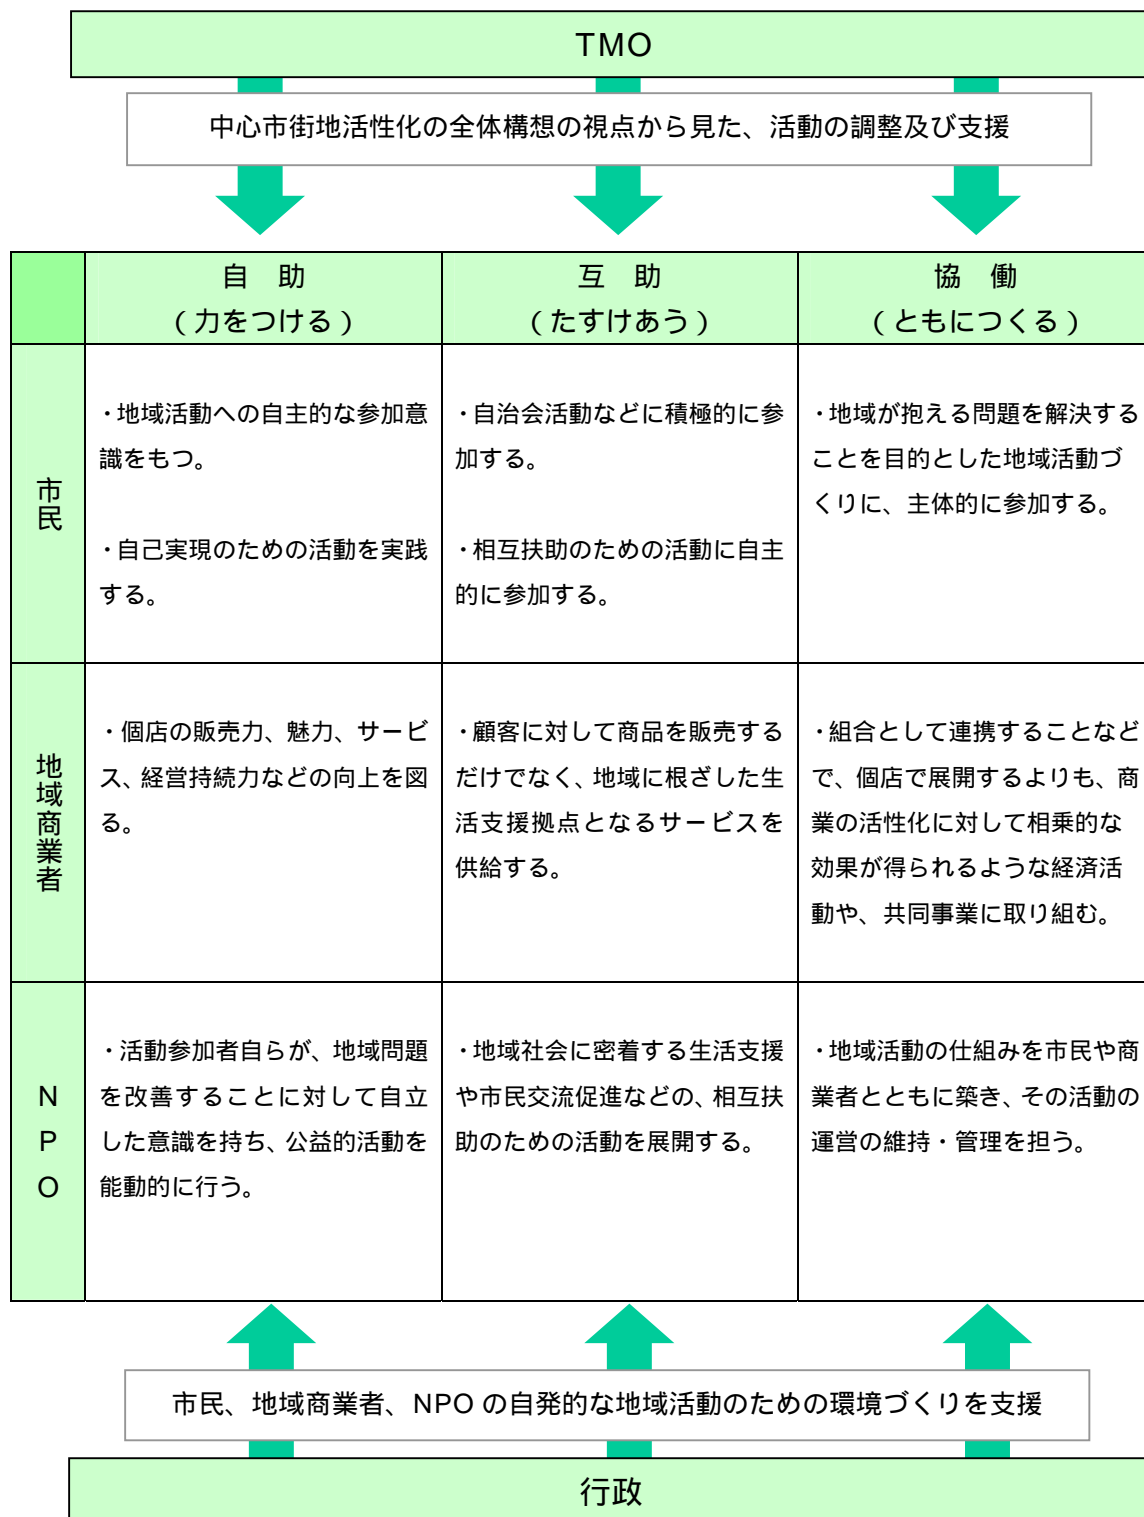 TMO
中心市街地活性化の全体構想の視点から見た、活動の調整及び支援
自　助
（力をつける）
互　助
（たすけあう）
協　働
（ともにつくる）
市民
・地域活動への自主的な参加意
識をもつ。
・自己実現のための活動を実践
する。
・自治会活動などに積極的に参
加する。
・相互扶助のための活動に自主
的に参加する。
・地域が抱える問題を解決する
ことを目的とした地域活動づ
くりに、主体的に参加する。
地域商業者
・個店の販売力、魅力、サービ
ス、経営持続力などの向上を図
る。
・顧客に対して商品を販売する
だけでなく、地域に根ざした生
活支援拠点となるサービスを
供給する。
・組合として連携することなど
で、個店で展開するよりも、商
業の活性化に対して相乗的な
効果が得られるような経済活
動や、共同事業に取り組む。
NPO
・活動参加者自らが、地域問題
を改善することに対して自立
した意識を持ち、公益的活動を
能動的に行う。
・地域社会に密着する生活支援
や市民交流促進などの、相互扶
助のための活動を展開する。
・地域活動の仕組みを市民や商
業者とともに築き、その活動の
運営の維持・管理を担う。
市民、地域商業者、NPO の自発的な地域活動のための環境づくりを支援
行政